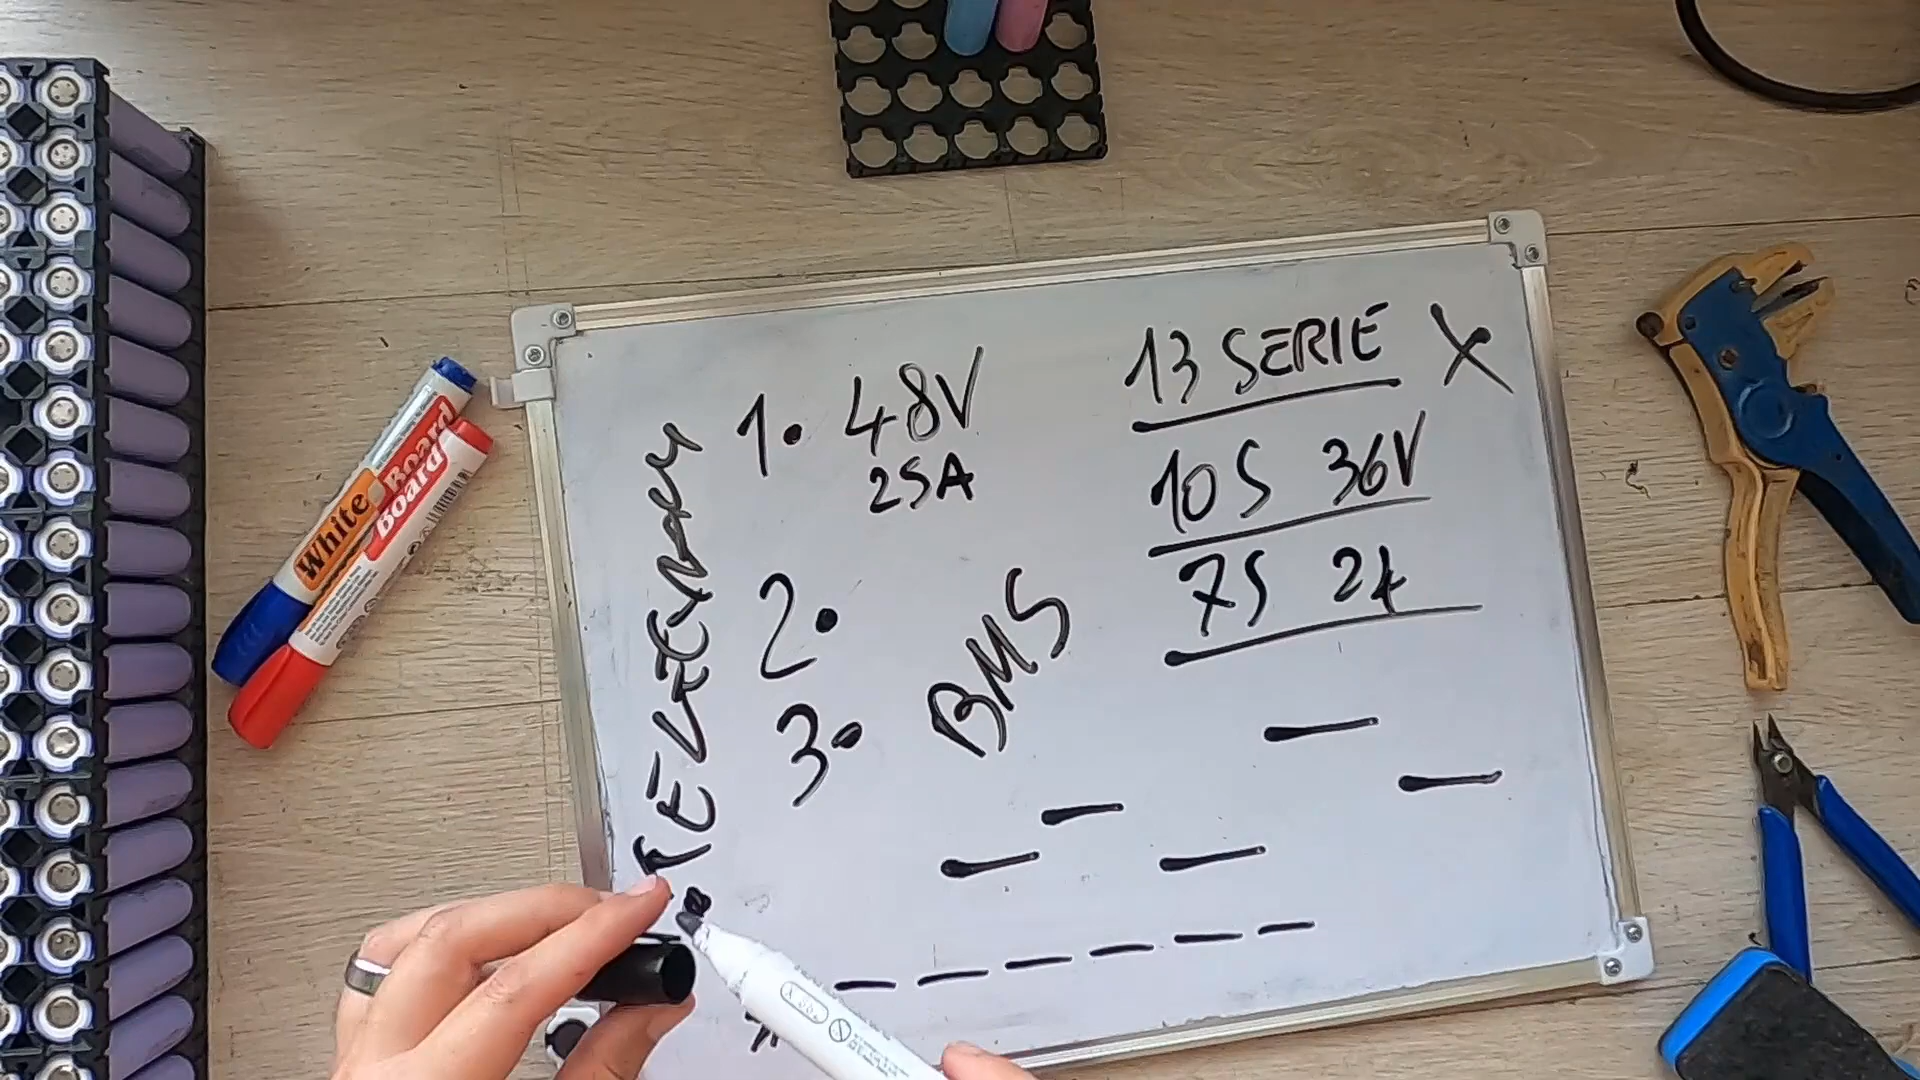 1. 48V
25A
2.
3. BMS
13 SERIE X
10S 36V
7S 24
White Board
Board